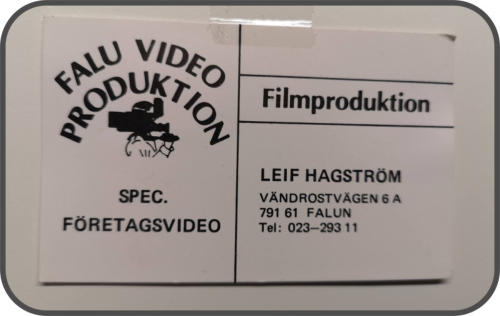 FALU VIDEO
PRODUKTION
SPEC.
FÖRETAGSVIDEO
Filmproduktion
LEIF HAGSTRÖM
VÄNDROSTVÄGEN 6 A
791 61 FALUN
Tel: 023–293 11